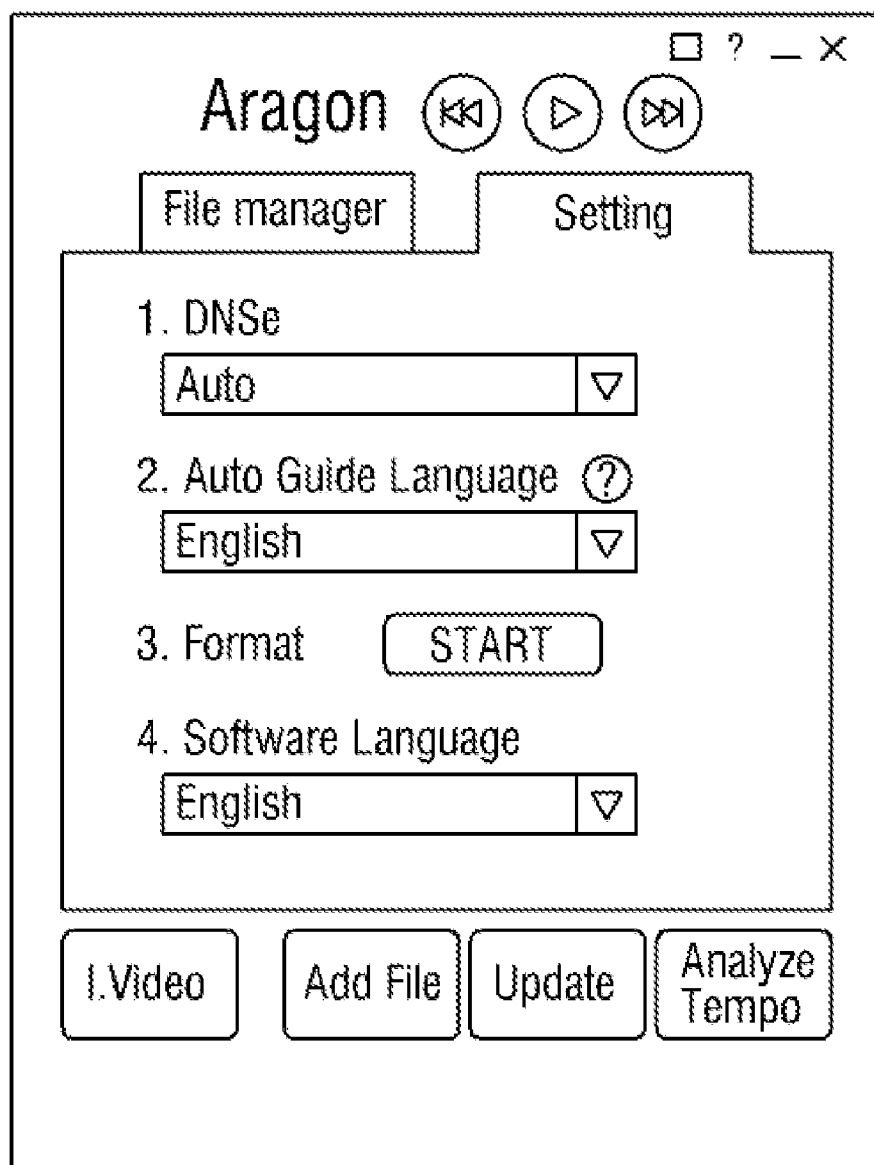 ?
Aragon
File manager
Setting
1. DNSe
Auto
2. Auto Guide Language ?
English
3. Format START
4. Software Language
English
I.Video
Add File
Update
Analyze
Tempo